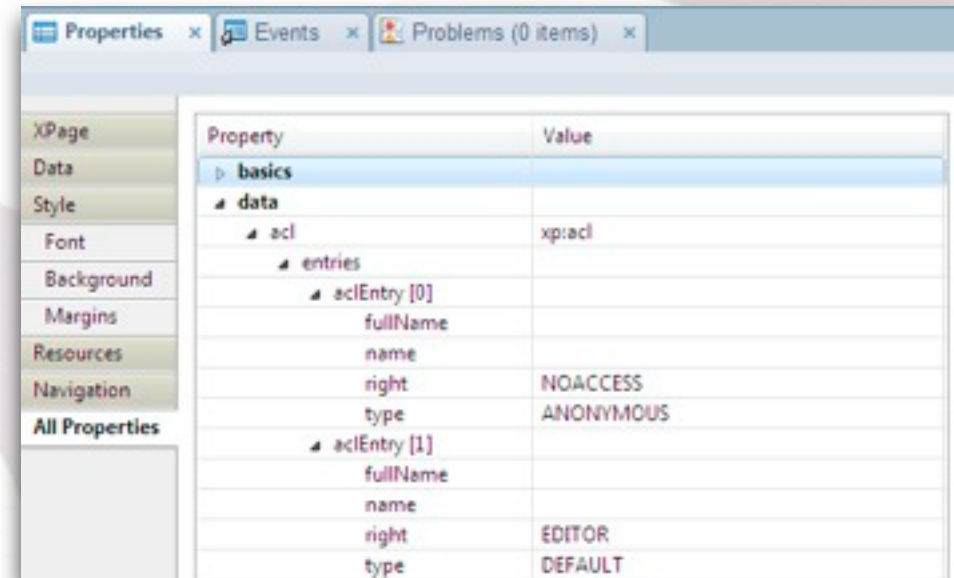 Properties Events Problems (0 items)
XPage
Data
Style
Font
Background
Margins
Resources
Navigation
All Properties
Property Value
basics
data
acl xp:acl
entries
aclEntry [0]
fullName
name
right NOACCESS
type ANONYMOUS
aclEntry [1]
fullName
name
right EDITOR
type DEFAULT